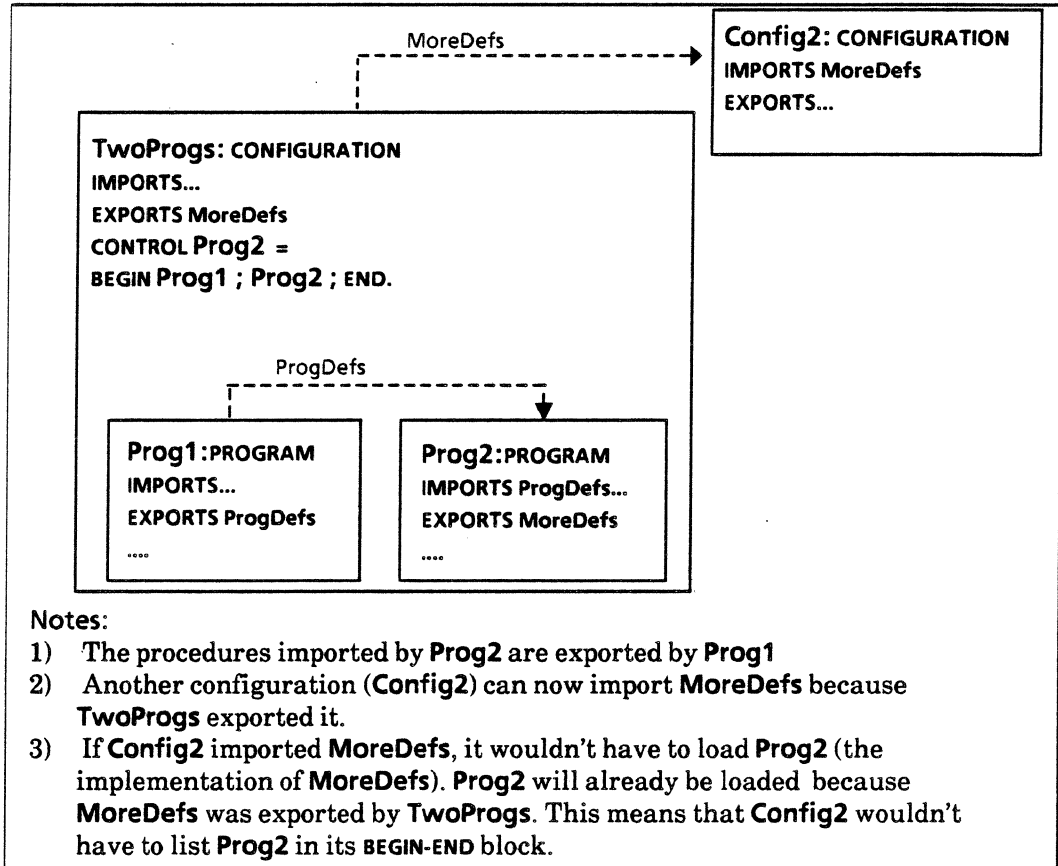 MoreDefs
Config2: CONFIGURATION
IMPORTS MoreDefs
EXPORTS...
TwoProgs: CONFIGURATION
IMPORTS...
EXPORTS MoreDefs
CONTROL Prog2 =
BEGIN Prog1 ; Prog2 ; END.
ProgDefs
Prog1:PROGRAM
IMPORTS...
EXPORTS ProgDefs
....
Prog2:PROGRAM
IMPORTS ProgDefs...
EXPORTS MoreDefs
....
Notes:
1) The procedures imported by Prog2 are exported by Prog1
2) Another configuration (Config2) can now import MoreDefs because
TwoProgs exported it.
3) If Config2 imported MoreDefs, it wouldn't have to load Prog2 (the
implementation of MoreDefs). Prog2 will already be loaded because
MoreDefs was exported by TwoProgs. This means that Config2 wouldn't
have to list Prog2 in its BEGIN-END block.